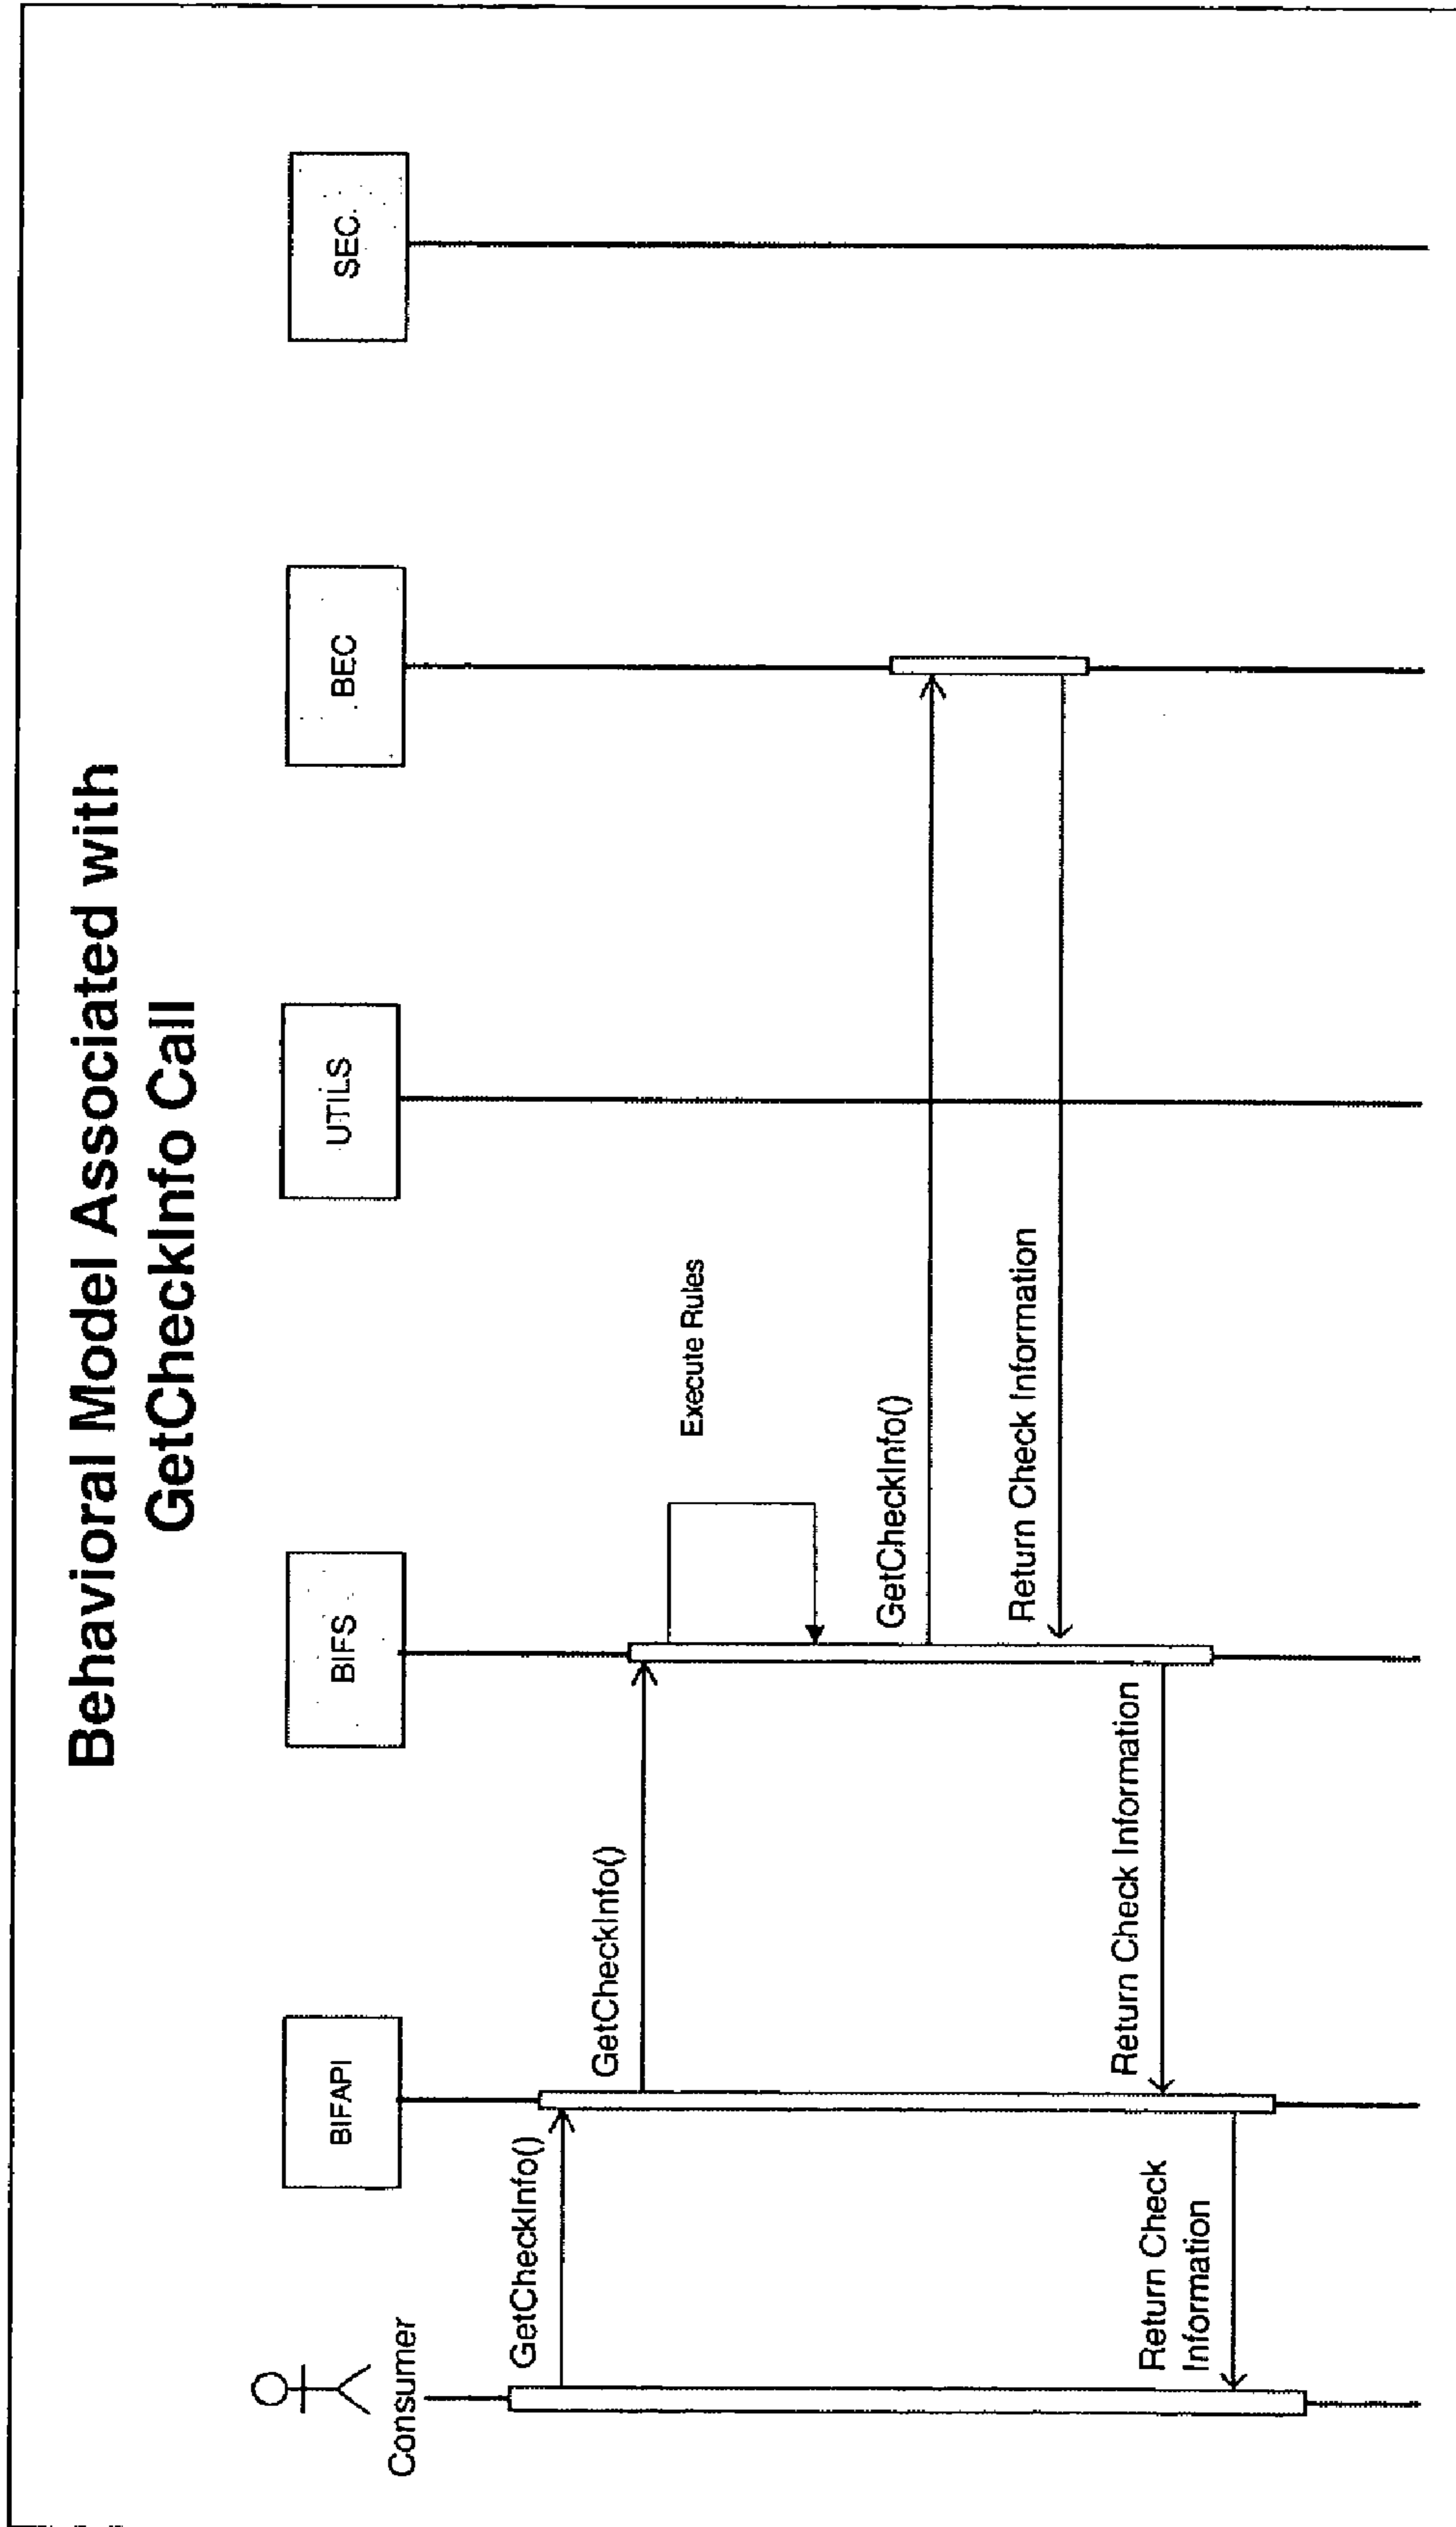 Behavioral Model Associated with
GetCheckInfo Call
Consumer
BIFAPI
BIFS
UTILS
BEC
SEC
GetCheckInfo()
GetCheckInfo()
Execute Rules
GetCheckInfo()
Return Check Information
Return Check Information
Return Check
Information